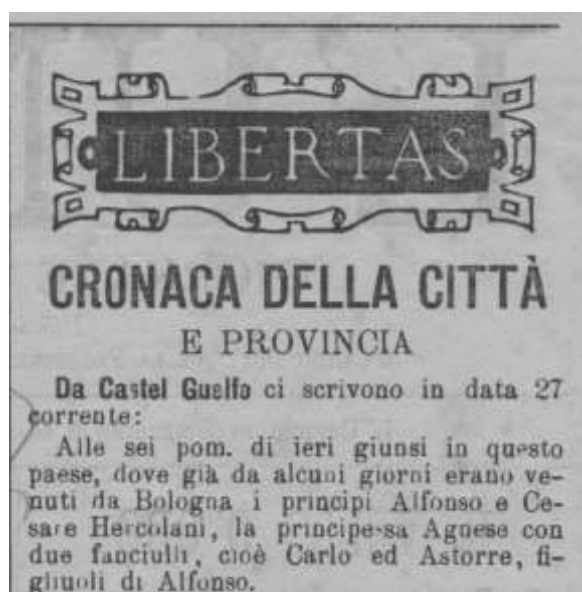 LIBERTAS
CRONACA DELLA CITTÀ
E PROVINCIA
Da Castel Guelfo ci scrivono in data 27
corrente:
Alle sei pom. di ieri giunsi in questo
paese, dove già da alcuni giorni erano ve-
nuti da Bologna i principi Alfonso e Ce-
sare Hercolani, la principessa Agnese con
due fanciulli, cioè Carlo ed Astorre, fi-
gliuoli di Alfonso.